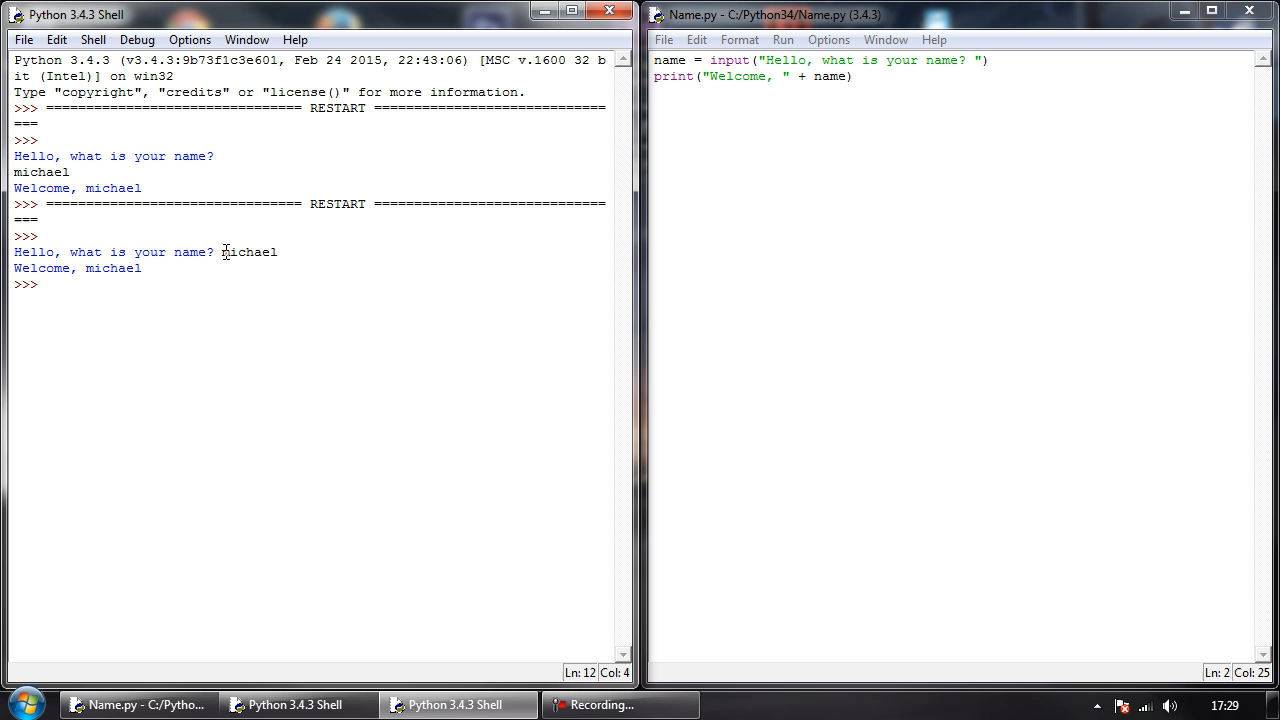 Python 3.4.3 Shell
File Edit Shell Debug Options Window Help
Python 3.4.3 (v3.4.3:9b73f1c3e601, Feb 24 2015, 22:43:06) [MSC v.1600 32 b
it (Intel)] on win32
Type "copyright", "credits" or "license()" for more information.
>>> ================================ RESTART =============================
===
>>>
Hello, what is your name?
michael
Welcome, michael
>>> ================================ RESTART =============================
===
>>>
Hello, what is your name? michael
Welcome, michael
>>>
Ln: 12 Col: 4
Name.py - C:/Python34/Name.py (3.4.3)
File Edit Format Run Options Window Help
name = input("Hello, what is your name? ")
print("Welcome, " + name)
Ln: 2 Col: 25
Name.py - C:/Pytho... Python 3.4.3 Shell Python 3.4.3 Shell Recording... 17:29